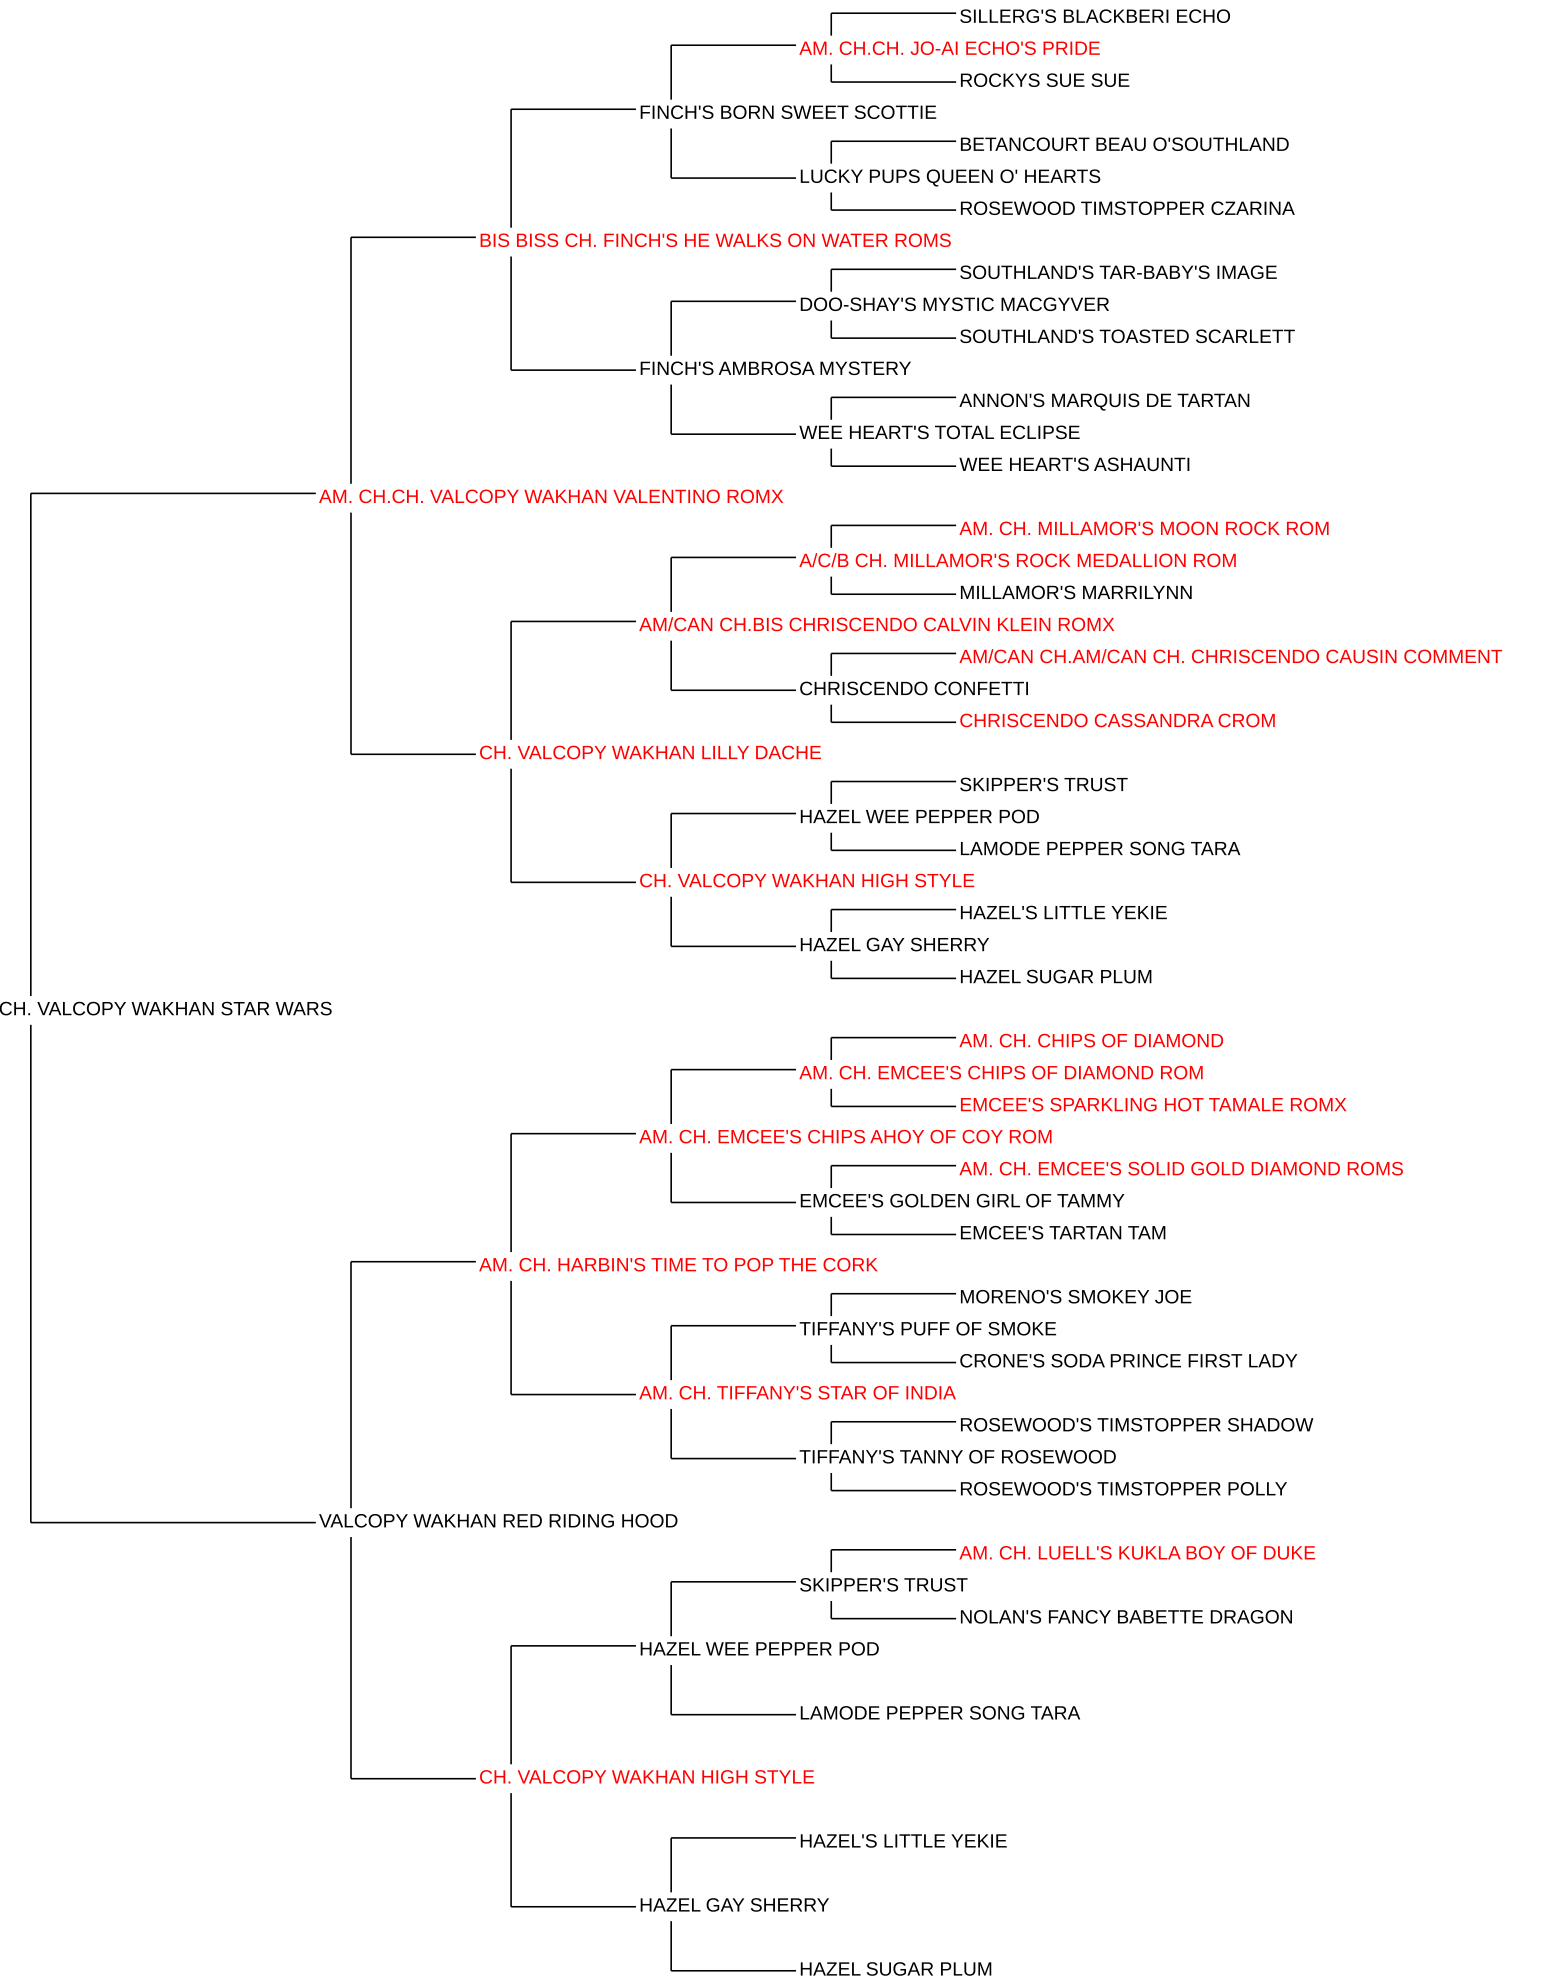 SILLERG'S BLACKBERI ECHO
AM. CH.CH. JO-AI ECHO'S PRIDE
ROCKYS SUE SUE
FINCH'S BORN SWEET SCOTTIE
BETANCOURT BEAU O'SOUTHLAND
LUCKY PUPS QUEEN O' HEARTS
ROSEWOOD TIMSTOPPER CZARINA
BIS BISS CH. FINCH'S HE WALKS ON WATER ROMS
SOUTHLAND'S TAR-BABY'S IMAGE
DOO-SHAY'S MYSTIC MACGYVER
SOUTHLAND'S TOASTED SCARLETT
FINCH'S AMBROSA MYSTERY
ANNON'S MARQUIS DE TARTAN
WEE HEART'S TOTAL ECLIPSE
WEE HEART'S ASHAUNTI
AM. CH.CH. VALCOPY WAKHAN VALENTINO ROMX
AM. CH. MILLAMOR'S MOON ROCK ROM
A/C/B CH. MILLAMOR'S ROCK MEDALLION ROM
MILLAMOR'S MARRILYNN
AM/CAN CH.BIS CHRISCENDO CALVIN KLEIN ROMX
AM/CAN CH.AM/CAN CH. CHRISCENDO CAUSIN COMMENT
CHRISCENDO CONFETTI
CHRISCENDO CASSANDRA CROM
CH. VALCOPY WAKHAN LILLY DACHE
SKIPPER'S TRUST
HAZEL WEE PEPPER POD
LAMODE PEPPER SONG TARA
CH. VALCOPY WAKHAN HIGH STYLE
HAZEL'S LITTLE YEKIE
HAZEL GAY SHERRY
HAZEL SUGAR PLUM
CH. VALCOPY WAKHAN STAR WARS
AM. CH. CHIPS OF DIAMOND
AM. CH. EMCEE'S CHIPS OF DIAMOND ROM
EMCEE'S SPARKLING HOT TAMALE ROMX
AM. CH. EMCEE'S CHIPS AHOY OF COY ROM
AM. CH. EMCEE'S SOLID GOLD DIAMOND ROMS
EMCEE'S GOLDEN GIRL OF TAMMY
EMCEE'S TARTAN TAM
AM. CH. HARBIN'S TIME TO POP THE CORK
MORENO'S SMOKEY JOE
TIFFANY'S PUFF OF SMOKE
CRONE'S SODA PRINCE FIRST LADY
AM. CH. TIFFANY'S STAR OF INDIA
ROSEWOOD'S TIMSTOPPER SHADOW
TIFFANY'S TANNY OF ROSEWOOD
ROSEWOOD'S TIMSTOPPER POLLY
VALCOPY WAKHAN RED RIDING HOOD
AM. CH. LUELL'S KUKLA BOY OF DUKE
SKIPPER'S TRUST
NOLAN'S FANCY BABETTE DRAGON
HAZEL WEE PEPPER POD
LAMODE PEPPER SONG TARA
CH. VALCOPY WAKHAN HIGH STYLE
HAZEL'S LITTLE YEKIE
HAZEL GAY SHERRY
HAZEL SUGAR PLUM